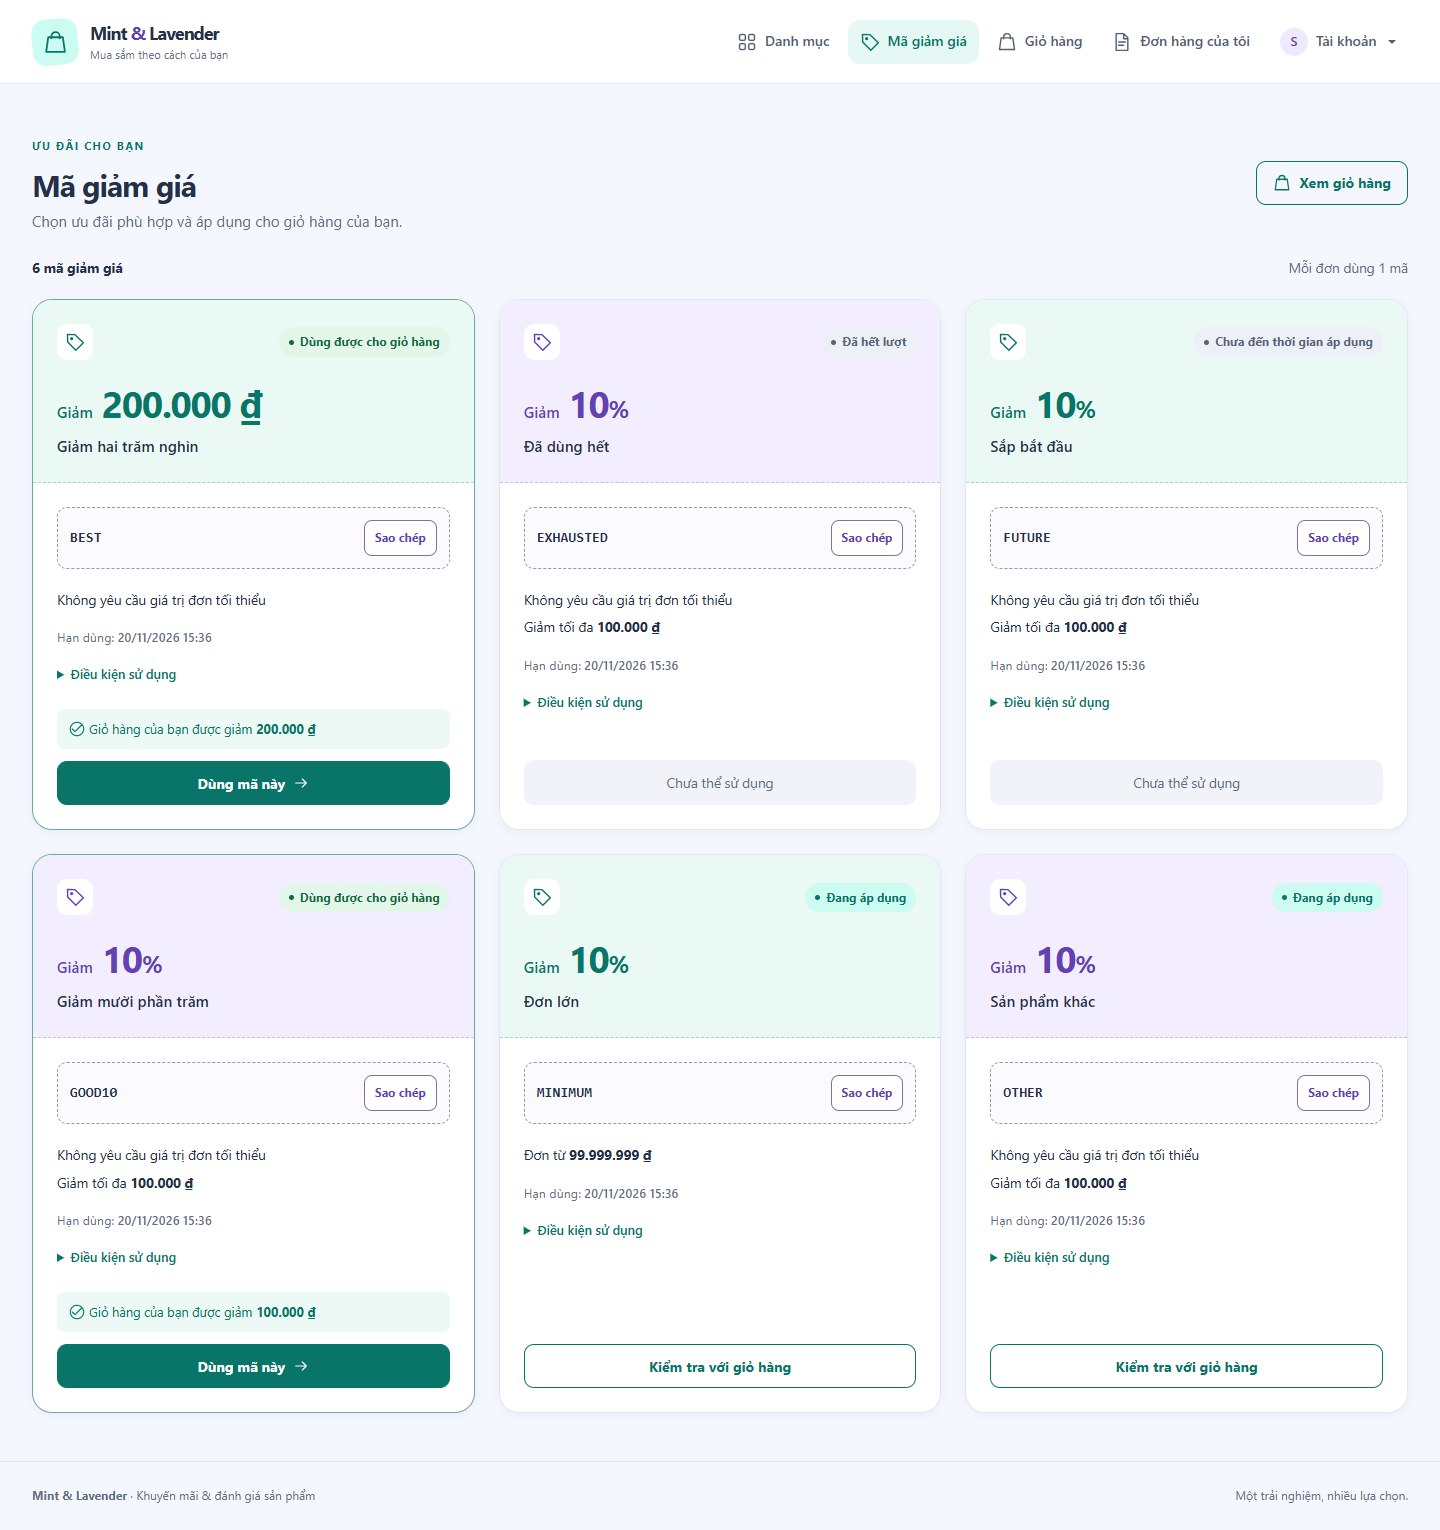 Mint & Lavender
Mua sắm theo cách của bạn
Danh mục
Mã giảm giá
Giỏ hàng
Đơn hàng của tôi
S
Tài khoản
ƯU ĐÃI CHO BẠN
Mã giảm giá
Chọn ưu đãi phù hợp và áp dụng cho giỏ hàng của bạn.
Xem giỏ hàng
6 mã giảm giá
Mỗi đơn dùng 1 mã
Dùng được cho giỏ hàng
Giảm 200.000 ₫
Giảm hai trăm nghìn
BEST
Sao chép
Không yêu cầu giá trị đơn tối thiểu
Hạn dùng: 20/11/2026 15:36
Điều kiện sử dụng
Giỏ hàng của bạn được giảm 200.000 ₫
Dùng mã này →
Đã hết lượt
Giảm 10%
Đã dùng hết
EXHAUSTED
Sao chép
Không yêu cầu giá trị đơn tối thiểu
Giảm tối đa 100.000 ₫
Hạn dùng: 20/11/2026 15:36
Điều kiện sử dụng
Chưa thể sử dụng
Chưa đến thời gian áp dụng
Giảm 10%
Sắp bắt đầu
FUTURE
Sao chép
Không yêu cầu giá trị đơn tối thiểu
Giảm tối đa 100.000 ₫
Hạn dùng: 20/11/2026 15:36
Điều kiện sử dụng
Chưa thể sử dụng
Dùng được cho giỏ hàng
Giảm 10%
Giảm mười phần trăm
GOOD10
Sao chép
Không yêu cầu giá trị đơn tối thiểu
Giảm tối đa 100.000 ₫
Hạn dùng: 20/11/2026 15:36
Điều kiện sử dụng
Giỏ hàng của bạn được giảm 100.000 ₫
Dùng mã này →
Đang áp dụng
Giảm 10%
Đơn lớn
MINIMUM
Sao chép
Đơn từ 99.999.999 ₫
Hạn dùng: 20/11/2026 15:36
Điều kiện sử dụng
Kiểm tra với giỏ hàng
Đang áp dụng
Giảm 10%
Sản phẩm khác
OTHER
Sao chép
Không yêu cầu giá trị đơn tối thiểu
Giảm tối đa 100.000 ₫
Hạn dùng: 20/11/2026 15:36
Điều kiện sử dụng
Kiểm tra với giỏ hàng
Mint & Lavender · Khuyến mãi & đánh giá sản phẩm
Một trải nghiệm, nhiều lựa chọn.